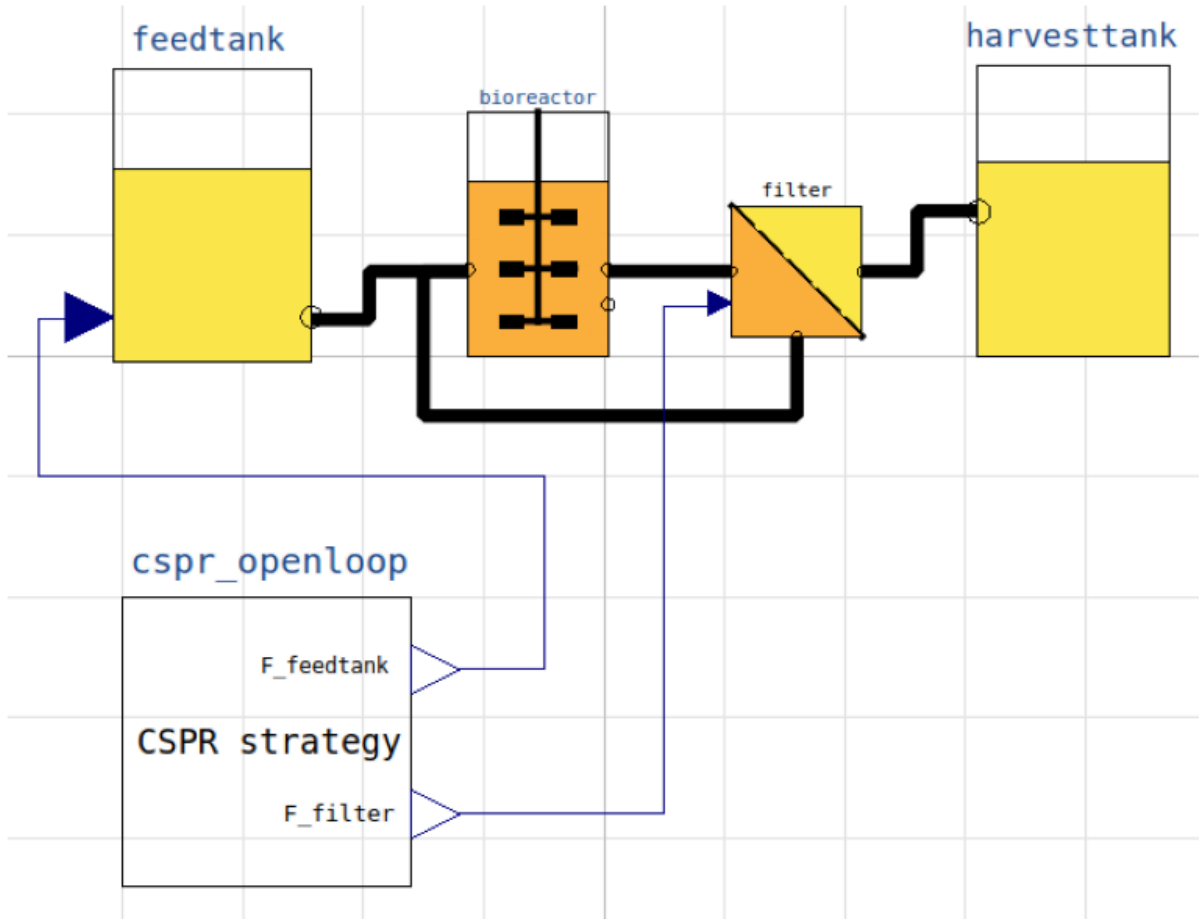 feedtank
harvesttank
bioreactor
filter
cspr_openloop
F_feedtank
CSPR strategy
F_filter